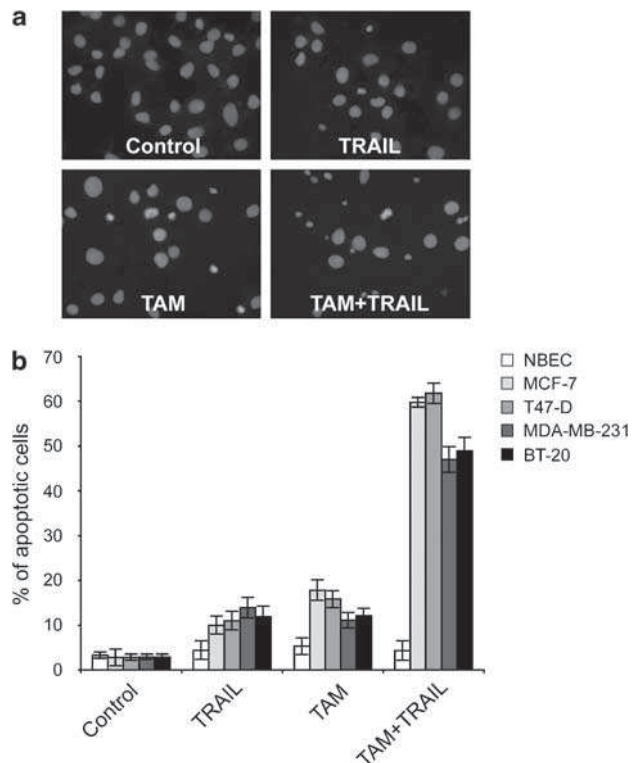 a
Control
TRAIL
TAM
TAM+TRAIL
b
% of apoptotic cells
70
60
50
40
30
20
10
0
Control
TRAIL
TAM
TAM+TRAIL
NBEC
MCF-7
T47-D
MDA-MB-231
BT-20